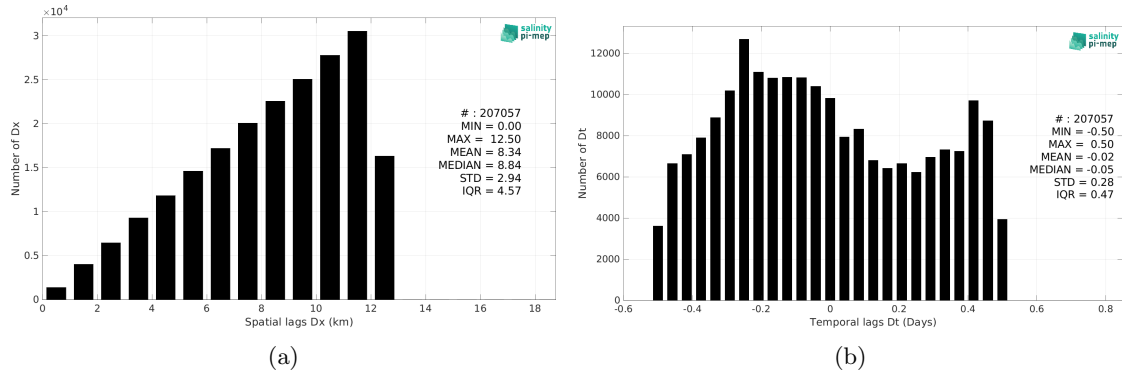 ×10⁴
3
2.5
2
1.5
1
0.5
0
Number of Dx
0 2 4 6 8 10 12 14 16 18
Spatial lags Dx (km)
salinity
pi-mep
# : 207057
MIN = 0.00
MAX = 12.50
MEAN = 8.34
MEDIAN = 8.84
STD = 2.94
IQR = 4.57
(a)
12000
10000
8000
6000
4000
2000
0
Number of Dt
-0.6 -0.4 -0.2 0 0.2 0.4 0.6 0.8
Temporal lags Dt (Days)
salinity
pi-mep
# : 207057
MIN = -0.50
MAX = 0.50
MEAN = -0.02
MEDIAN = -0.05
STD = 0.28
IQR = 0.47
(b)